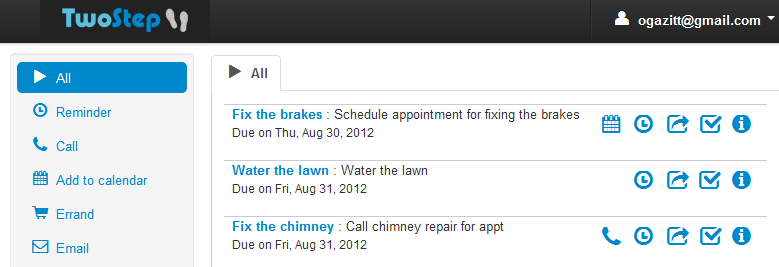 TwoStep
ogazitt@gmail.com
All
Reminder
Call
Add to calendar
Errand
Email
All
Fix the brakes : Schedule appointment for fixing the brakes
Due on Thu, Aug 30, 2012
Water the lawn : Water the lawn
Due on Fri, Aug 31, 2012
Fix the chimney : Call chimney repair for appt
Due on Fri, Aug 31, 2012